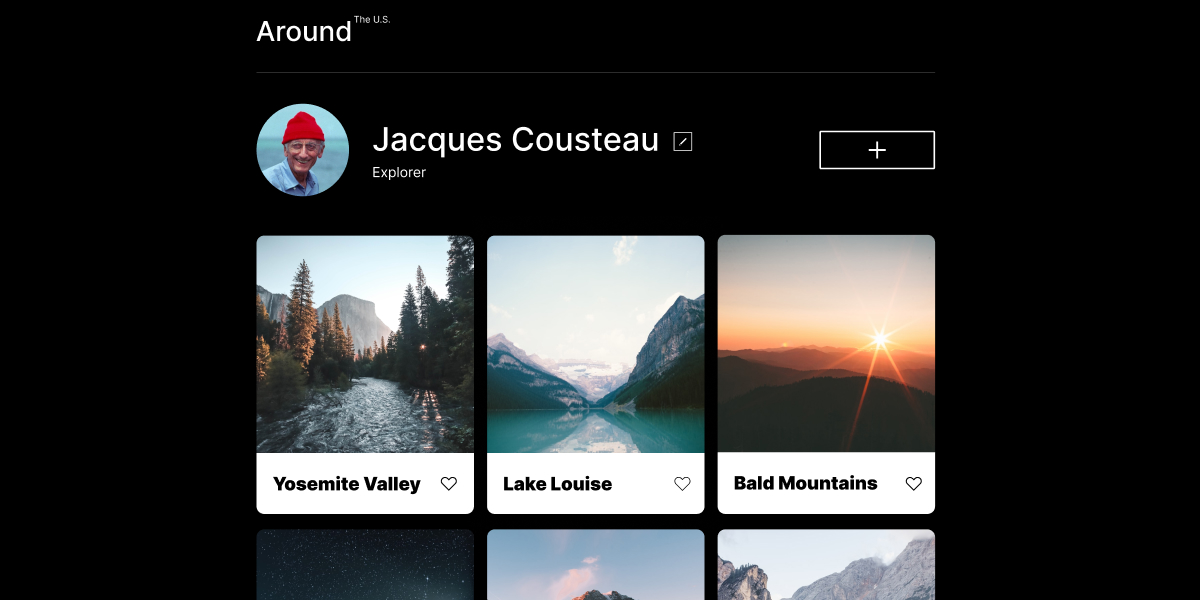 Around The U.S.
Jacques Cousteau
Explorer
Yosemite Valley
Lake Louise
Bald Mountains